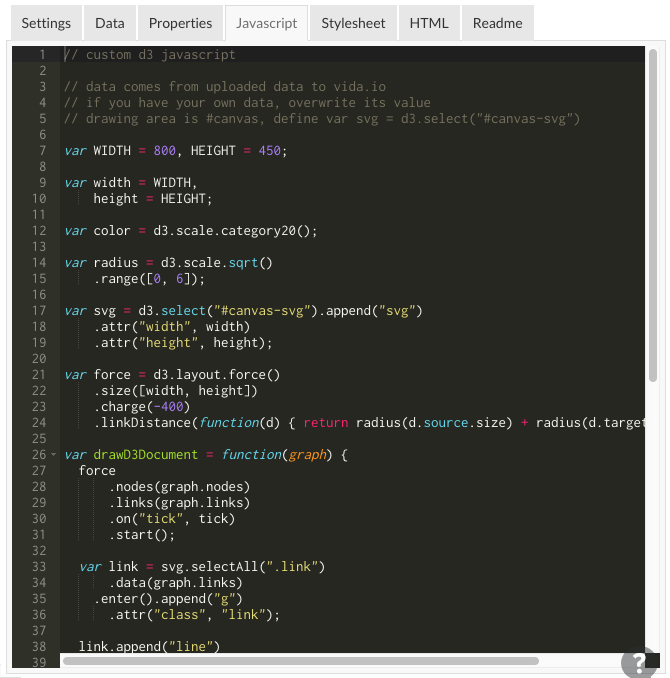 Settings Data Properties Javascript Stylesheet HTML Readme
1 // custom d3 javascript
2
3 // data comes from uploaded data to vida.io
4 // if you have your own data, overwrite its value
5 // drawing area is #canvas, define var svg = d3.select("#canvas-svg")
6
7 var WIDTH = 800, HEIGHT = 450;
8
9 var width = WIDTH,
10     height = HEIGHT;
11
12 var color = d3.scale.category20();
13
14 var radius = d3.scale.sqrt()
15     .range([0, 6]);
16
17 var svg = d3.select("#canvas-svg").append("svg")
18     .attr("width", width)
19     .attr("height", height);
20
21 var force = d3.layout.force()
22     .size([width, height])
23     .charge(-400)
24     .linkDistance(function(d) { return radius(d.source.size) + radius(d.target
25
26 var drawD3Document = function(graph) {
27   force
28       .nodes(graph.nodes)
29       .links(graph.links)
30       .on("tick", tick)
31       .start();
32
33   var link = svg.selectAll(".link")
34       .data(graph.links)
35     .enter().append("g")
36       .attr("class", "link");
37
38   link.append("line")
39
?